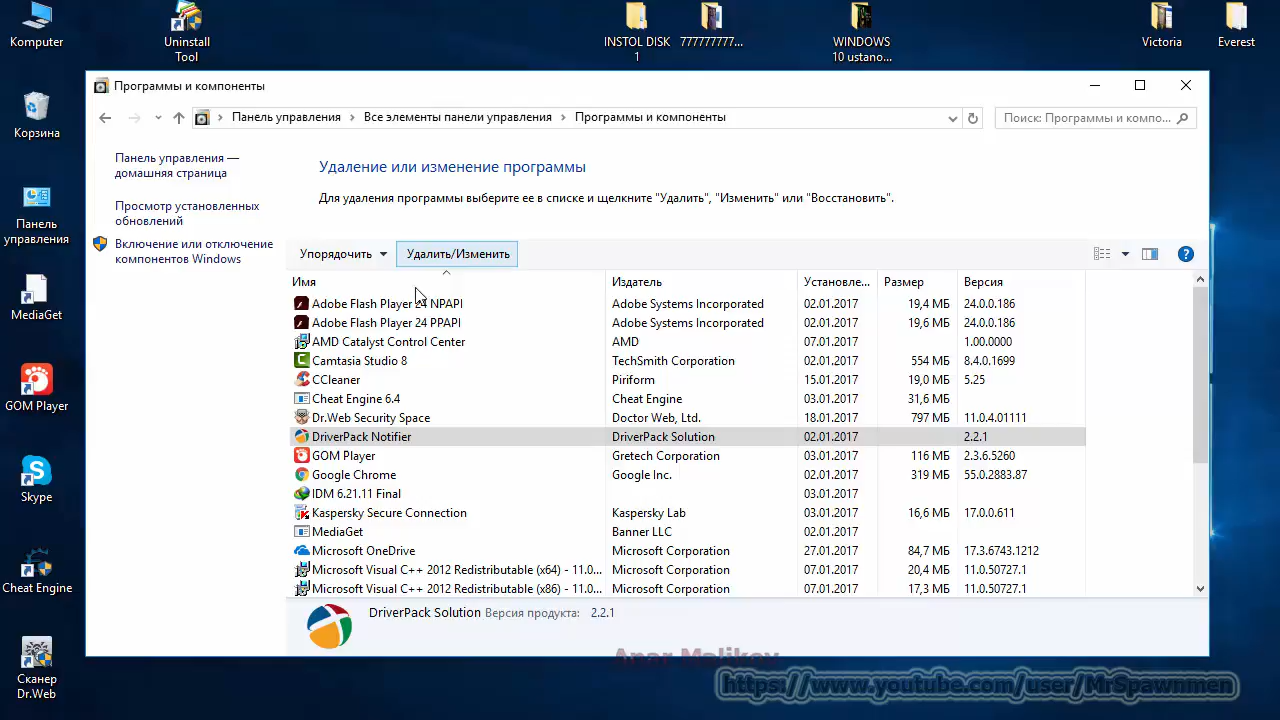 Komputer
Uninstall
Tool
INSTOL DISK
1
777777777...
WINDOWS
10 ustano...
Victoria
Everest
Корзина
Панель
управления
MediaGet
GOM Player
Skype
Cheat Engine
Сканер
Dr.Web
Программы и компоненты
Панель управления > Все элементы панели управления > Программы и компоненты
Поиск: Программы и компо...
Панель управления —
домашняя страница
Просмотр установленных
обновлений
Включение или отключение
компонентов Windows
Удаление или изменение программы
Для удаления программы выберите ее в списке и щелкните "Удалить", "Изменить" или "Восстановить".
Упорядочить Удалить/Изменить
Имя Издатель Установле... Размер Версия
Adobe Flash Player 24 NPAPI Adobe Systems Incorporated 02.01.2017 19,4 МБ 24.0.0.186
Adobe Flash Player 24 PPAPI Adobe Systems Incorporated 02.01.2017 19,6 МБ 24.0.0.186
AMD Catalyst Control Center AMD 07.01.2017 1.00.0000
Camtasia Studio 8 TechSmith Corporation 02.01.2017 554 МБ 8.4.0.1699
CCleaner Piriform 15.01.2017 19,0 МБ 5.25
Cheat Engine 6.4 Cheat Engine 03.01.2017 31,6 МБ
Dr.Web Security Space Doctor Web, Ltd. 18.01.2017 797 МБ 11.0.4.01111
DriverPack Notifier DriverPack Solution 02.01.2017 2.2.1
GOM Player Gretech Corporation 03.01.2017 116 МБ 2.3.6.5260
Google Chrome Google Inc. 02.01.2017 319 МБ 55.0.2883.87
IDM 6.21.11 Final 03.01.2017
Kaspersky Secure Connection Kaspersky Lab 03.01.2017 16,6 МБ 17.0.0.611
MediaGet Banner LLC 02.01.2017
Microsoft OneDrive Microsoft Corporation 27.01.2017 84,7 МБ 17.3.6743.1212
Microsoft Visual C++ 2012 Redistributable (x64) - 11.0... Microsoft Corporation 07.01.2017 20,4 МБ 11.0.50727.1
Microsoft Visual C++ 2012 Redistributable (x86) - 11.0... Microsoft Corporation 07.01.2017 17,3 МБ 11.0.50727.1
DriverPack Solution Версия продукта: 2.2.1
Anar Malikov
https://www.youtube.com/user/MrSpawnmen